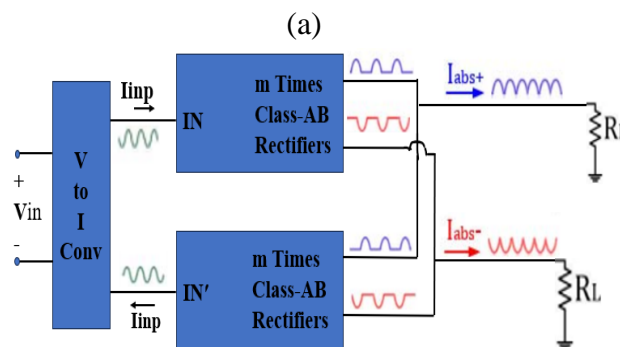 (a)
V
to
I
Conv
+
Vin
-
Iinp
IN
m Times
Class-AB
Rectifiers
Iabs+
R
Iinp
IN′
m Times
Class-AB
Rectifiers
Iabs-
RL